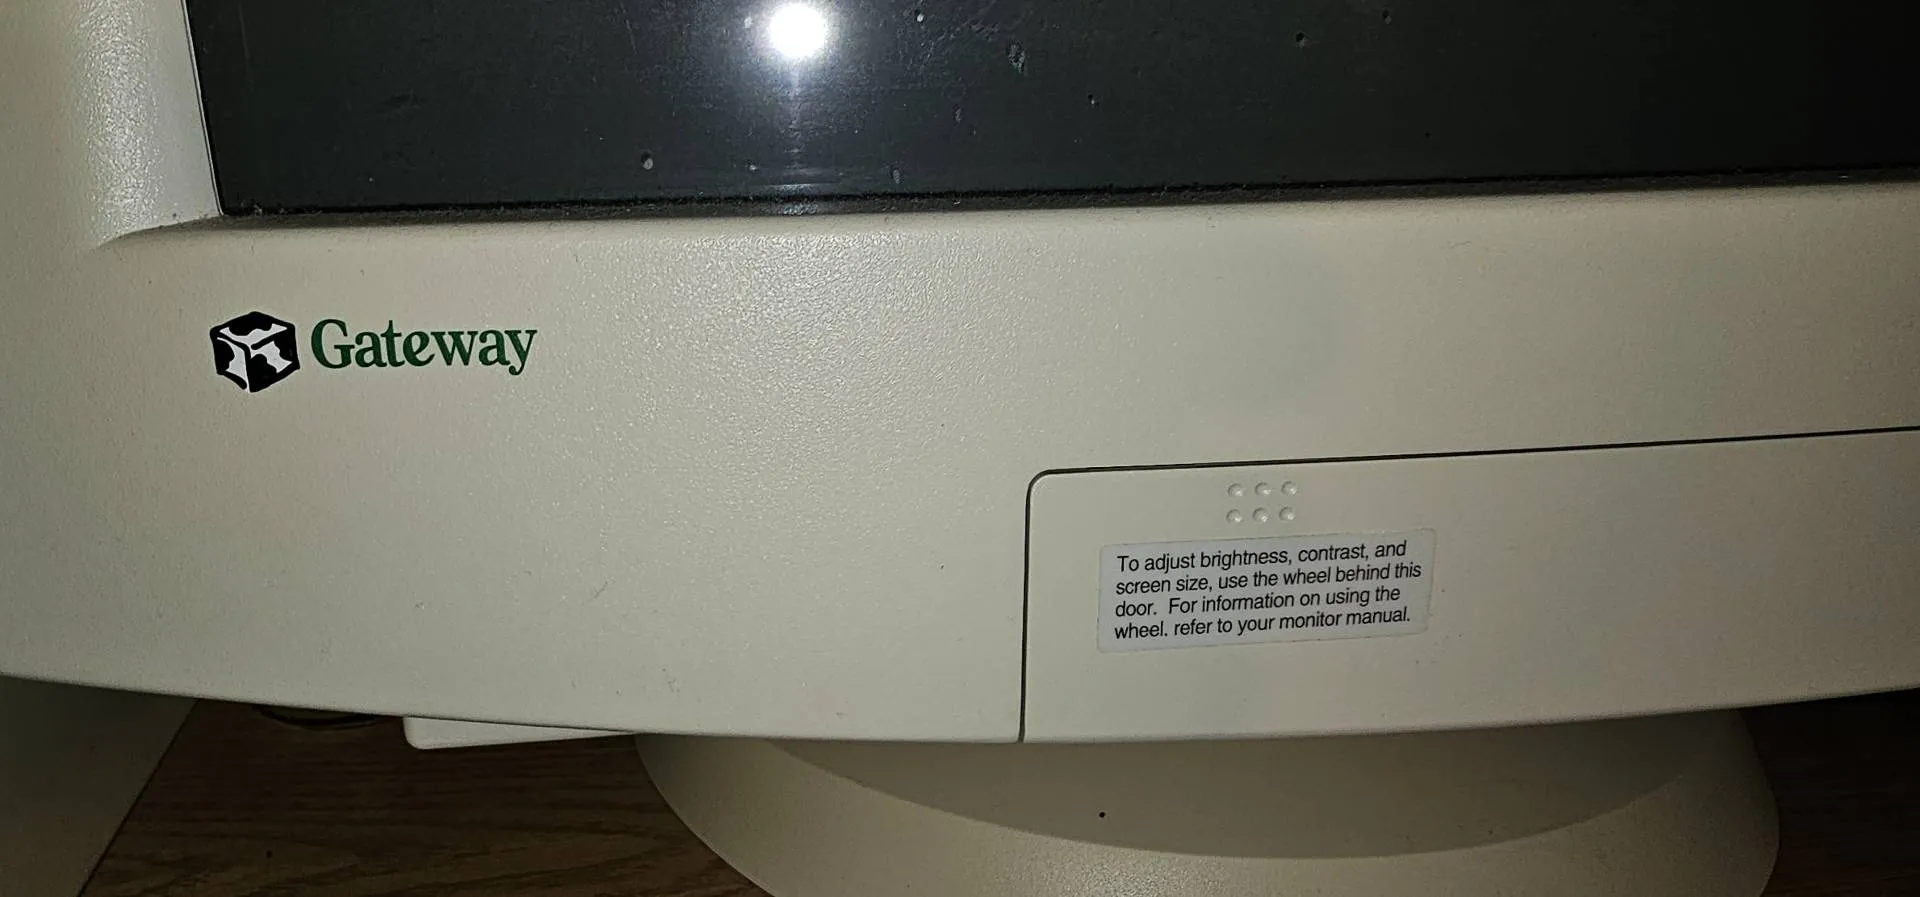 Gateway
To adjust brightness, contrast, and
screen size, use the wheel behind this
door. For information on using the
wheel. refer to your monitor manual.